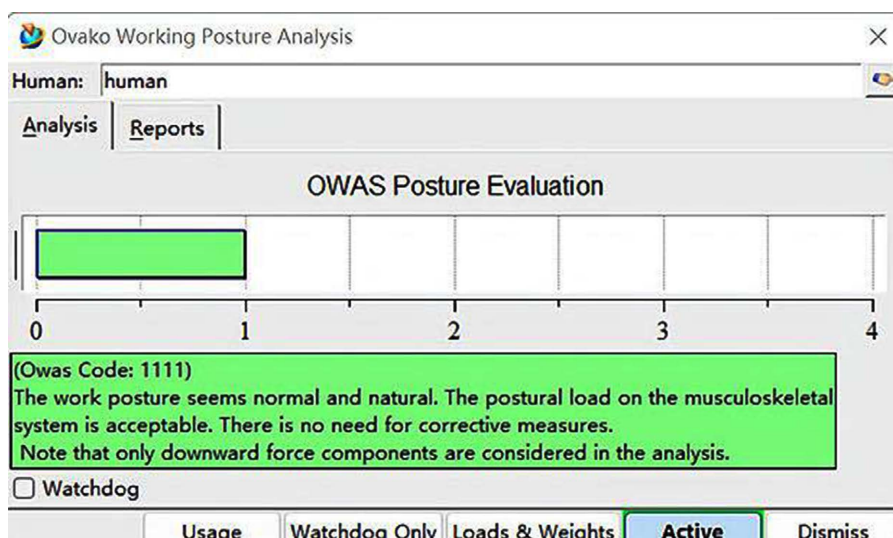 Ovako Working Posture Analysis
Human: human
Analysis Reports
OWAS Posture Evaluation
0 1 2 3 4
(Owas Code: 1111)
The work posture seems normal and natural. The postural load on the musculoskeletal
system is acceptable. There is no need for corrective measures.
Note that only downward force components are considered in the analysis.
Watchdog
Usage Watchdog Only Loads & Weights Active Dismiss